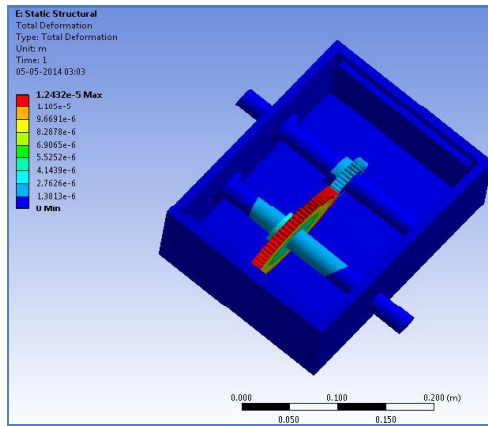 E: Static Structural
Total Deformation
Type: Total Deformation
Unit: m
Time: 1
05-05-2014 03:03
1.2432e-5 Max
1.105e-5
9.6691e-6
8.2878e-6
6.9065e-6
5.5252e-6
4.1439e-6
2.7626e-6
1.3813e-6
0 Min
0.000 0.100 0.200 (m)
0.050 0.150